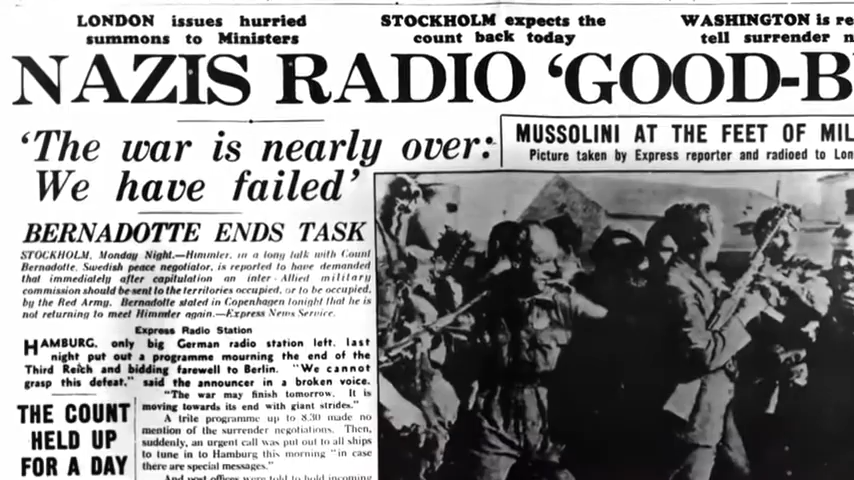 LONDON issues hurried
summons to Ministers
STOCKHOLM expects the
count back today
WASHINGTON is re
tell surrender n
NAZIS RADIO ‘GOOD-B
‘The war is nearly over:
We have failed’
MUSSOLINI AT THE FEET OF MIL
Picture taken by Express reporter and radioed to Lon
BERNADOTTE ENDS TASK
STOCKHOLM, Monday Night.—Himmler, in a long talk with Count
Bernadotte, Swedish peace negotiator, is reported to have demanded
that immediately after capitulation an inter-Allied military
commission should be sent to the territories occupied, or to be occupied,
by the Red Army. Bernadotte stated in Copenhagen tonight that he is
not returning to meet Himmler again.—Express News Service.
Express Radio Station
HAMBURG, only big German radio station left, last
night put out a programme mourning the end of the
Third Reich and bidding farewell to Berlin. "We cannot
grasp this defeat," said the announcer in a broken voice.
"The war may finish tomorrow. It is
moving towards its end with giant strides."
A trite programme up to 8.30 made no
mention of the surrender negotiations. Then,
suddenly, an urgent call was put out to all ships
to tune in to Hamburg this morning "in case
there are special messages."
And post offices were told to hold incoming
THE COUNT
HELD UP
FOR A DAY